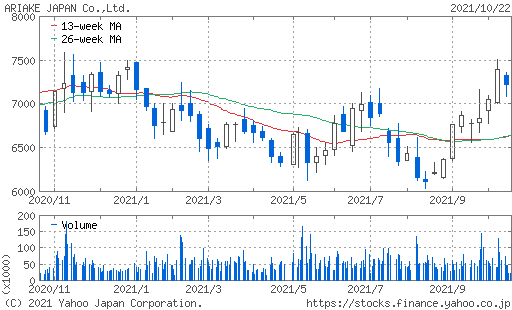 ARIAKE JAPAN Co.,Ltd. 2021/10/22
8000
13-week MA
26-week MA
7000
7000
6000
2020/11 2021/1 2021/3 2021/5 2021/7 2021/9
200
Volume
150
100
50
0
(x1000)
2020/11 2021/1 2021/3 2021/5 2021/7 2021/9
(C) 2021 Yahoo Japan Corporation. https://stocks.finance.yahoo.co.jp/